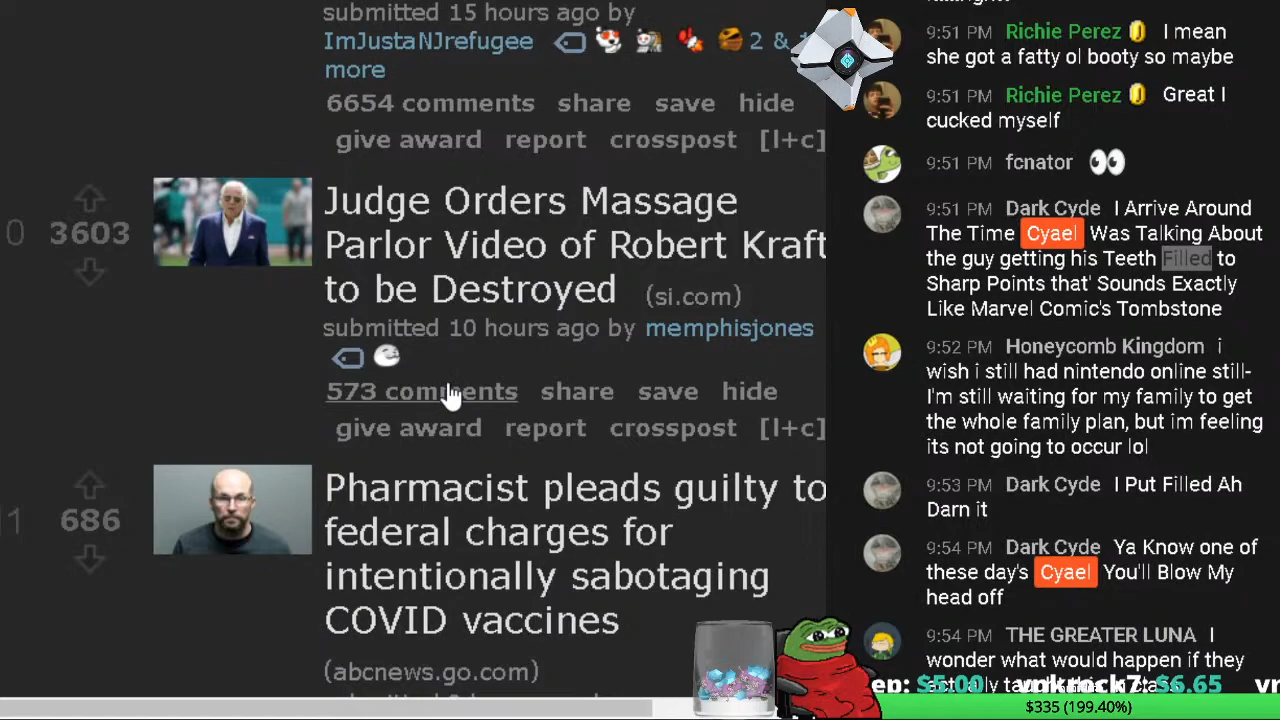 submitted 15 hours ago by
ImJustaNJrefugee 2 &
more
6654 comments share save hide
give award report crosspost [l+c]
0 3603
Judge Orders Massage
Parlor Video of Robert Kraft
to be Destroyed (si.com)
submitted 10 hours ago by memphisjones
573 comments share save hide
give award report crosspost [l+c]
686
Pharmacist pleads guilty to
federal charges for
intentionally sabotaging
COVID vaccines
(abcnews.go.com)
9:51 PM Richie Perez I mean
she got a fatty ol booty so maybe
9:51 PM Richie Perez Great I
cucked myself
9:51 PM fcnator 👀
9:51 PM Dark Cyde I Arrive Around
The Time Cyael Was Talking About
the guy getting his Teeth Filled to
Sharp Points that' Sounds Exactly
Like Marvel Comic's Tombstone
9:52 PM Honeycomb Kingdom i
wish i still had nintendo online still-
I'm still waiting for my family to get
the whole family plan, but im feeling
its not going to occur lol
9:53 PM Dark Cyde I Put Filled Ah
Darn it
9:54 PM Dark Cyde Ya Know one of
these day's Cyael You'll Blow My
head off
9:54 PM THE GREATER LUNA I
wonder what would happen if they
ep: $5.00 vnkrock7: $6.65
$335 (199.40%)